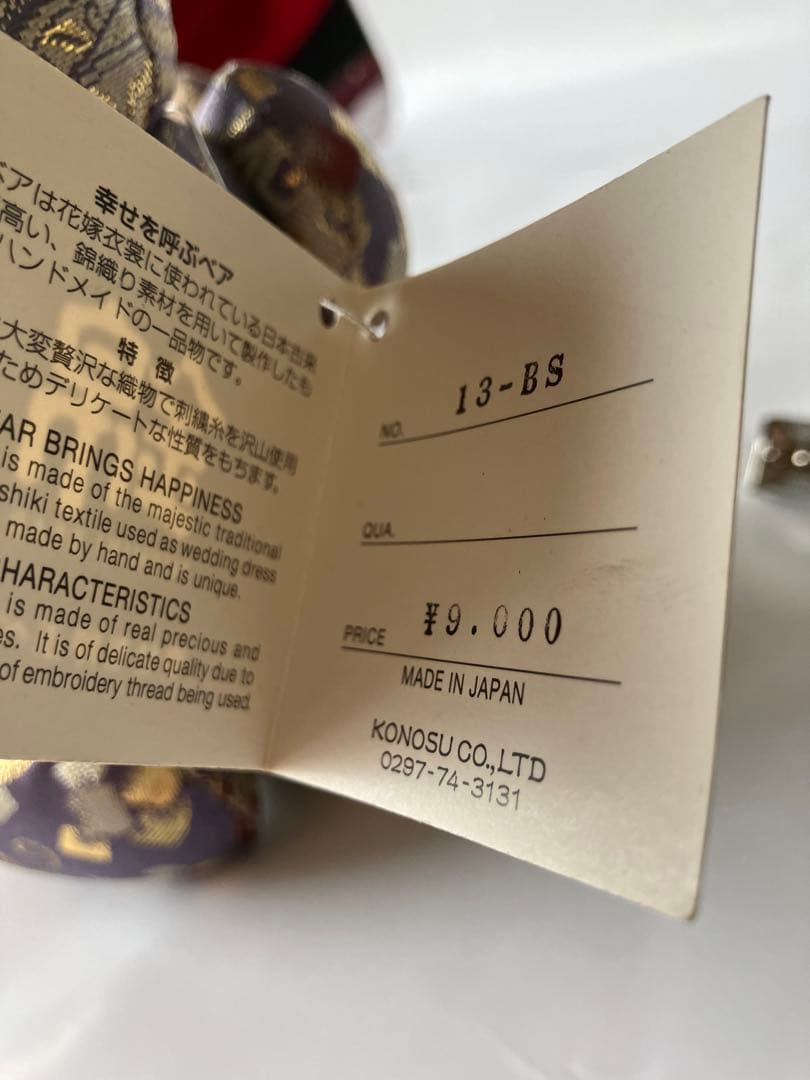 幸せを呼ぶベア
ベアは花嫁衣裳に使われている日本古来
高い、錦織り素材を用いて製作したも
ハンドメイドの一品物です。
特 徴
大変贅沢な織物で刺繍糸を沢山使用
ためデリケートな性質をもちます。
AR BRINGS HAPPINESS
is made of the majestic traditional
shiki textile used as wedding dress
made by hand and is unique.
HARACTERISTICS
is made of real precious and
es. It is of delicate quality due to
of embroidery thread being used.
NO. 13-BS
QUA.
PRICE ¥9.000
MADE IN JAPAN
KONOSU CO.,LTD
0297-74-3131